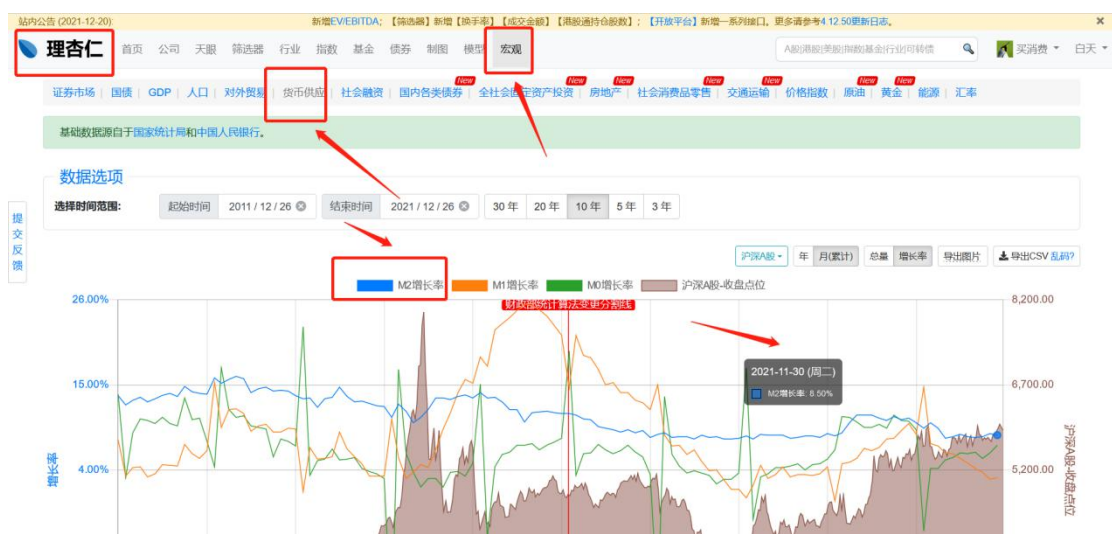 站内公告 (2021-12-20): 新增EV/EBITDA; 【筛选器】新增【换手率】【成交金额】【港股通持仓股数】; 【开放平台】新增一系列接口。更多请参考4.12.50更新日志。 ×
理杏仁 首页 公司 天眼 筛选器 行业 指数 基金 债券 制图 模型 宏观 A股|港股|美股|指数|基金|行业|可转债 买消费 白天
New New New New New New
证券市场 | 国债 | GDP | 人口 | 对外贸易 | 货币供应 | 社会融资 | 国内各类债券 | 全社会固定资产投资 | 房地产 | 社会消费品零售 | 交通运输 | 价格指数 | 原油 | 黄金 | 能源 | 汇率
基础数据源自于国家统计局和中国人民银行。
数据选项
选择时间范围: 起始时间 2011 / 12 / 26 结束时间 2021 / 12 / 26 30 年 20 年 10 年 5 年 3 年
提交反馈
沪深A股 年 月(累计) 总量 增长率 导出图片 导出CSV 乱码?
M2增长率 M1增长率 M0增长率 沪深A股-收盘点位
26.00% 财政部统计算法变更分割线 8,200.00
2021-11-30 (周二)
15.00% 6,700.00
M2增长率: 8.50%
增长率
4.00% 5,200.00
沪深A股-收盘点位